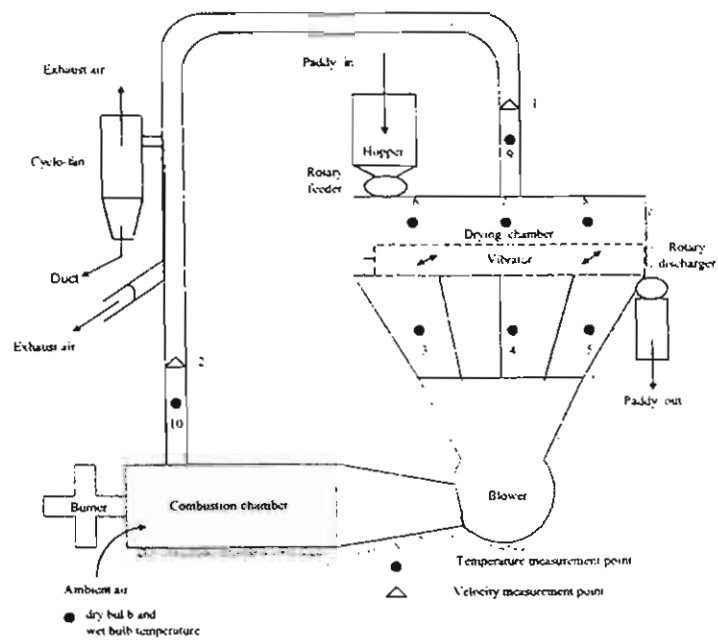 Exhaust air
Paddy in
1
9
Cyclo-fan
Hopper
Rotary
feeder
6
8
Drying chamber
Rotary
discharger
Vibrator
Duct
Exhaust air
3
4
5
2
10
Paddy out
Burner
Combustion chamber
Blower
Ambient air
Temperature measurement point
Velocity measurement point
dry bulb and
wet bulb temperature